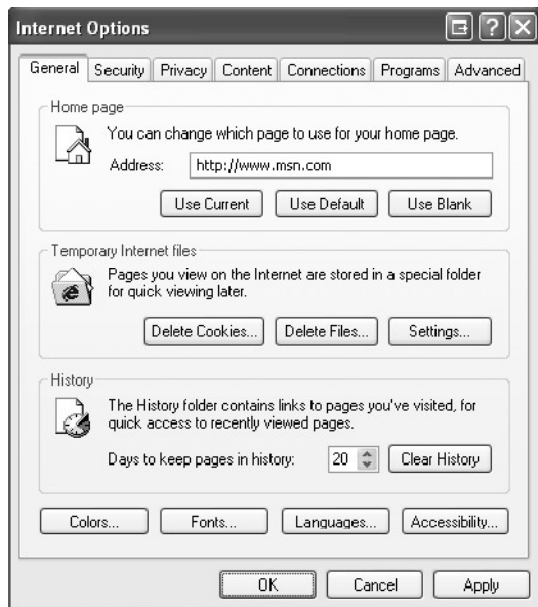 Internet Options
General Security Privacy Content Connections Programs Advanced
Home page
You can change which page to use for your home page.
Address: http://www.msn.com
Use Current Use Default Use Blank
Temporary Internet files
Pages you view on the Internet are stored in a special folder
for quick viewing later.
Delete Cookies... Delete Files... Settings...
History
The History folder contains links to pages you've visited, for
quick access to recently viewed pages.
Days to keep pages in history: 20 Clear History
Colors... Fonts... Languages... Accessibility...
OK Cancel Apply